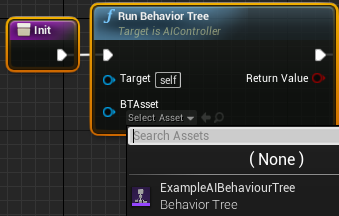 Init
Run Behavior Tree
Target is AIController
Target
self
Return Value
BTAsset
Select Asset
Search Assets
( None )
ExampleAIBehaviourTree
Behavior Tree